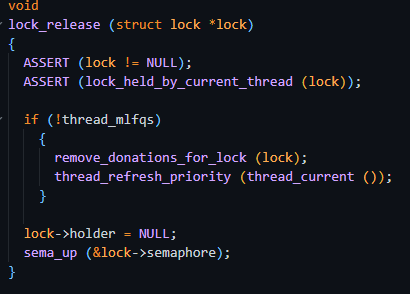 void
lock_release (struct lock *lock)
{
  ASSERT (lock != NULL);
  ASSERT (lock_held_by_current_thread (lock));
  if (!thread_mlfqs)
    {
      remove_donations_for_lock (lock);
      thread_refresh_priority (thread_current ());
    }
  lock->holder = NULL;
  sema_up (&lock->semaphore);
}